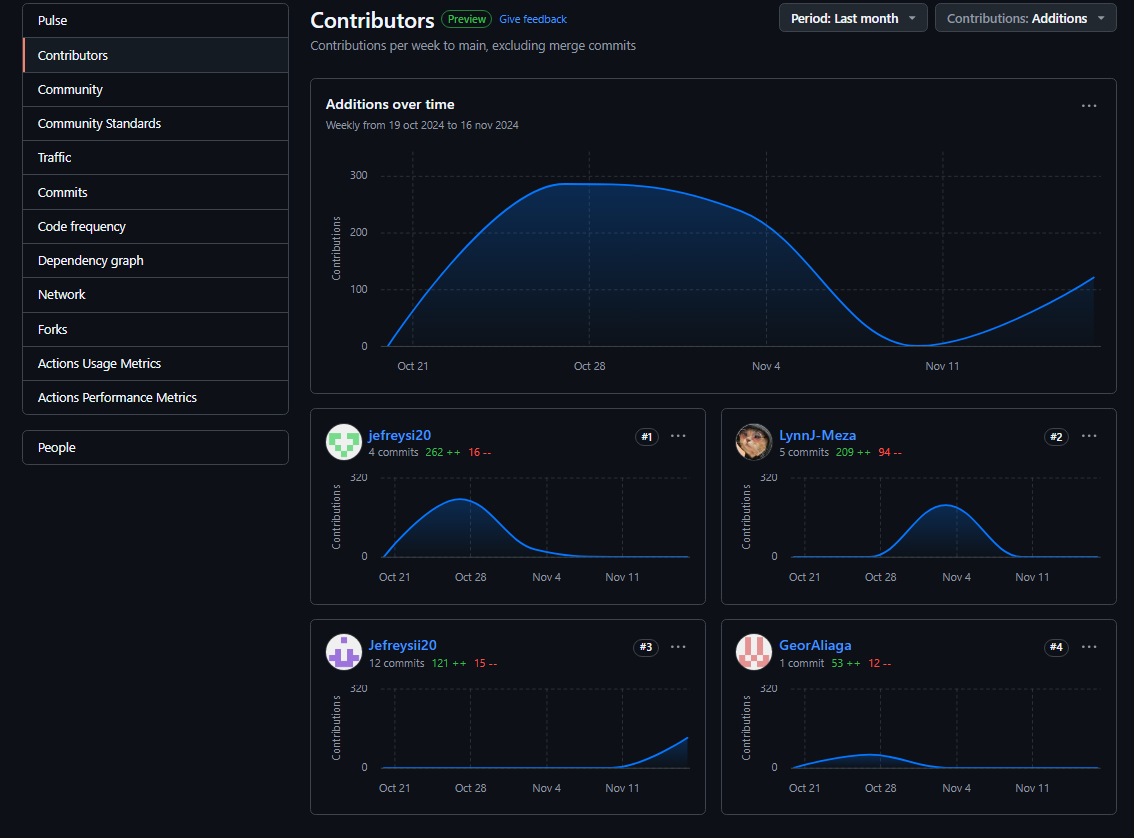 Pulse
Contributors
Community
Community Standards
Traffic
Commits
Code frequency
Dependency graph
Network
Forks
Actions Usage Metrics
Actions Performance Metrics
People
Contributors Preview Give feedback
Period: Last month
Contributions: Additions
Contributions per week to main, excluding merge commits
Additions over time
Weekly from 19 oct 2024 to 16 nov 2024
Contributions
300
200
100
0
Oct 21 Oct 28 Nov 4 Nov 11
jefreysi20 #1
4 commits 262 ++ 16 --
Contributions
320
0
Oct 21 Oct 28 Nov 4 Nov 11
LynnJ-Meza #2
5 commits 209 ++ 94 --
Contributions
320
0
Oct 21 Oct 28 Nov 4 Nov 11
Jefreysii20 #3
12 commits 121 ++ 15 --
Contributions
320
0
Oct 21 Oct 28 Nov 4 Nov 11
GeorAliaga #4
1 commit 53 ++ 12 --
Contributions
320
0
Oct 21 Oct 28 Nov 4 Nov 11